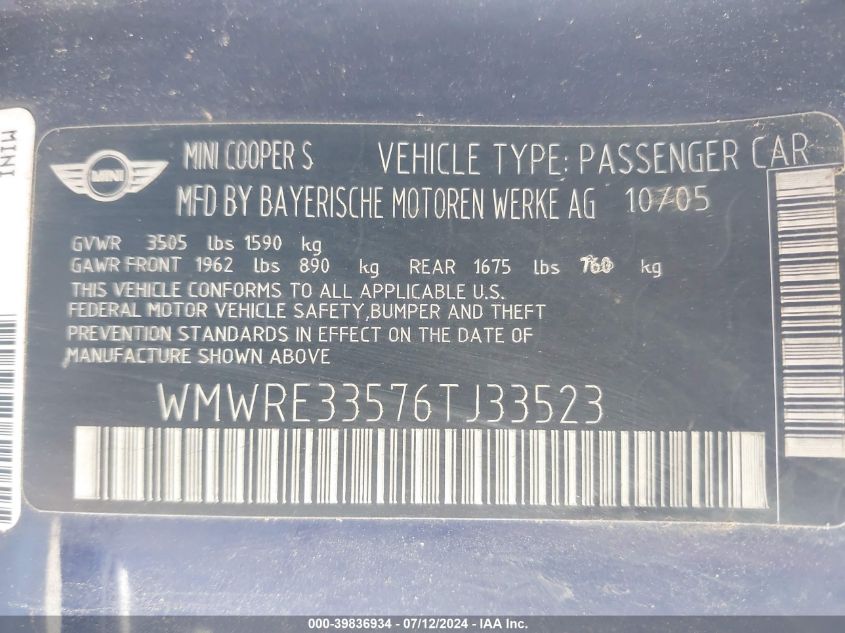 MINI
MINI
MINI COOPER S VEHICLE TYPE: PASSENGER CAR
MFD BY BAYERISCHE MOTOREN WERKE AG 10/05
GVWR 3505 lbs 1590 kg
GAWR FRONT 1962 lbs 890 kg REAR 1675 lbs 760 kg
THIS VEHICLE CONFORMS TO ALL APPLICABLE U.S.
FEDERAL MOTOR VEHICLE SAFETY,BUMPER AND THEFT
PREVENTION STANDARDS IN EFFECT ON THE DATE OF
MANUFACTURE SHOWN ABOVE
WMWRE33576TJ33523
000-39836934 - 07/12/2024 - IAA Inc.